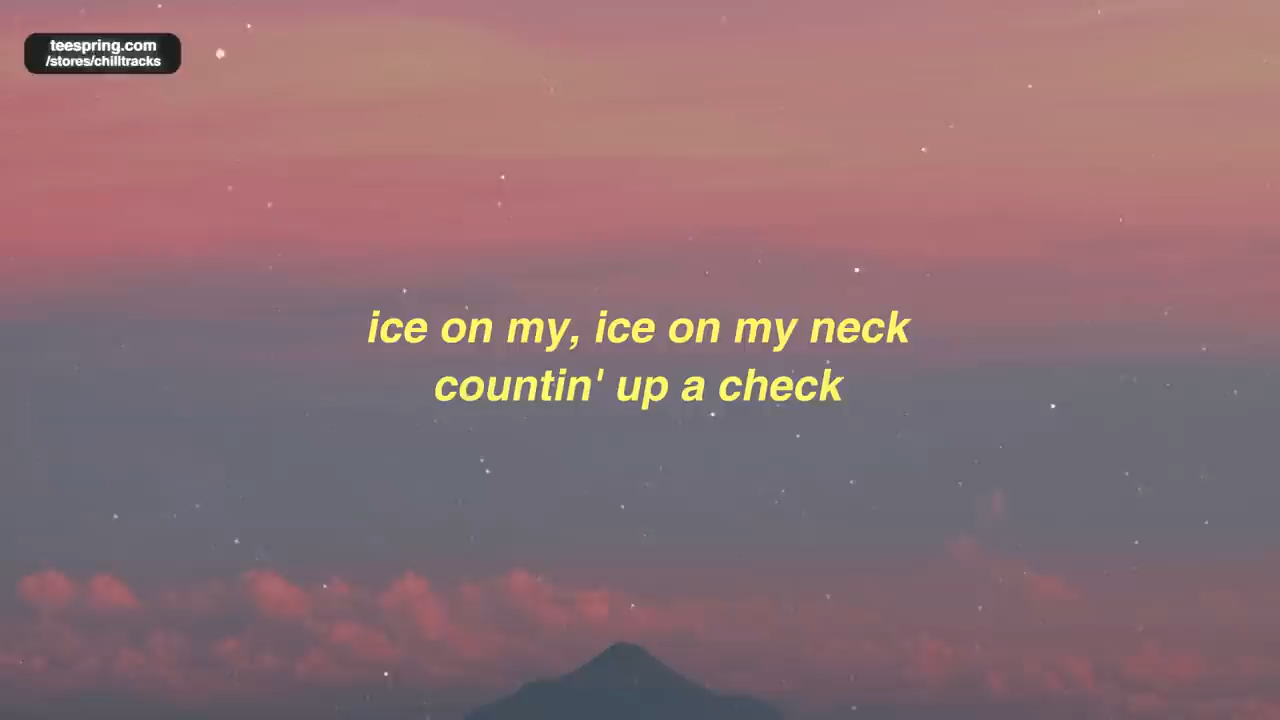 teespring.com
/stores/chilltracks
ice on my, ice on my neck
countin' up a check